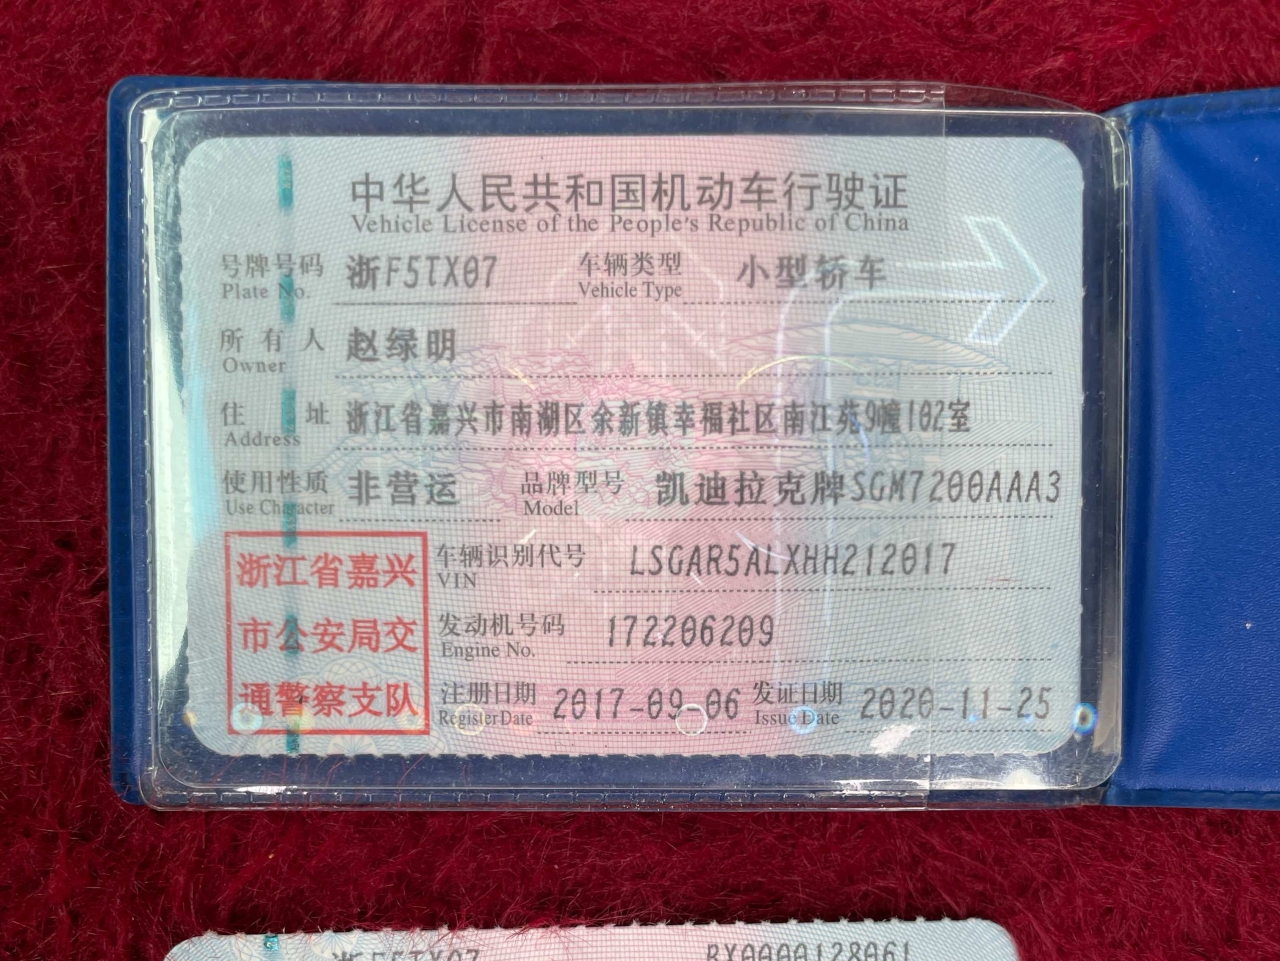 中华人民共和国机动车行驶证
Vehicle License of the People's Republic of China
号牌号码 浙F5TX07 车辆类型 小型轿车
Plate No. Vehicle Type
所有人 赵绿明
Owner
住址 浙江省嘉兴市南湖区余新镇幸福社区南江苑9幢102室
Address
使用性质 非营运 品牌型号 凯迪拉克牌SGM7200AAA3
Use Character Model
浙江省嘉兴
市公安局交
通警察支队
车辆识别代号 LSGAR5ALXHH212017
VIN
发动机号码 172206209
Engine No.
注册日期 2017-09-06 发证日期 2020-11-25
Register Date Issue Date
浙F5TX07 RX0000128061